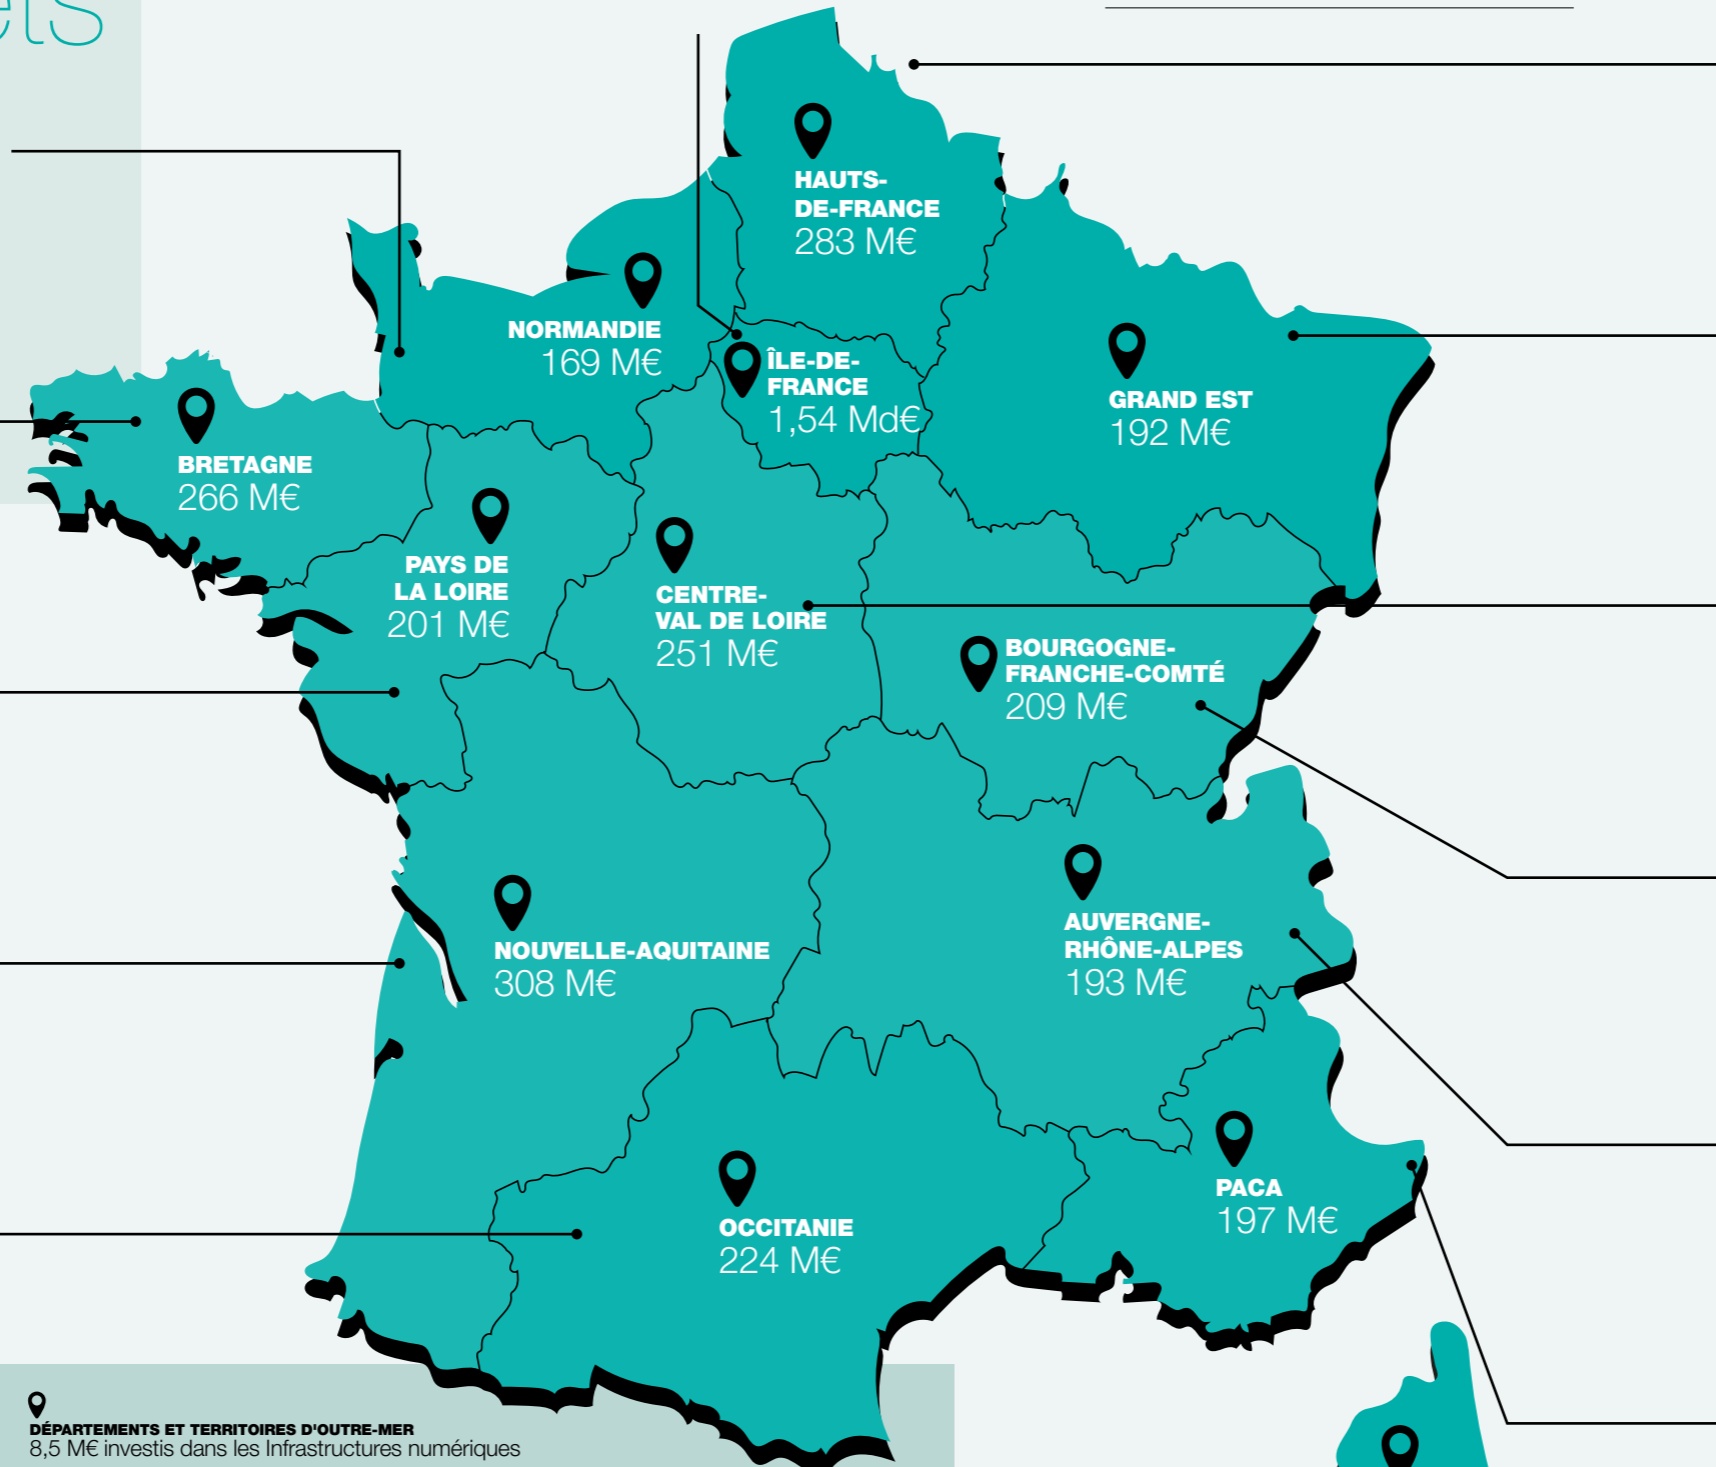 HAUTS-
DE-FRANCE
283 M€
NORMANDIE
169 M€
ÎLE-DE-
FRANCE
1,54 Md€
GRAND EST
192 M€
BRETAGNE
266 M€
PAYS DE
LA LOIRE
201 M€
CENTRE-
VAL DE LOIRE
251 M€
BOURGOGNE-
FRANCHE-COMTÉ
209 M€
NOUVELLE-AQUITAINE
308 M€
AUVERGNE-
RHÔNE-ALPES
193 M€
PACA
197 M€
OCCITANIE
224 M€
DÉPARTEMENTS ET TERRITOIRES D'OUTRE-MER
8,5 M€ investis dans les Infrastructures numériques